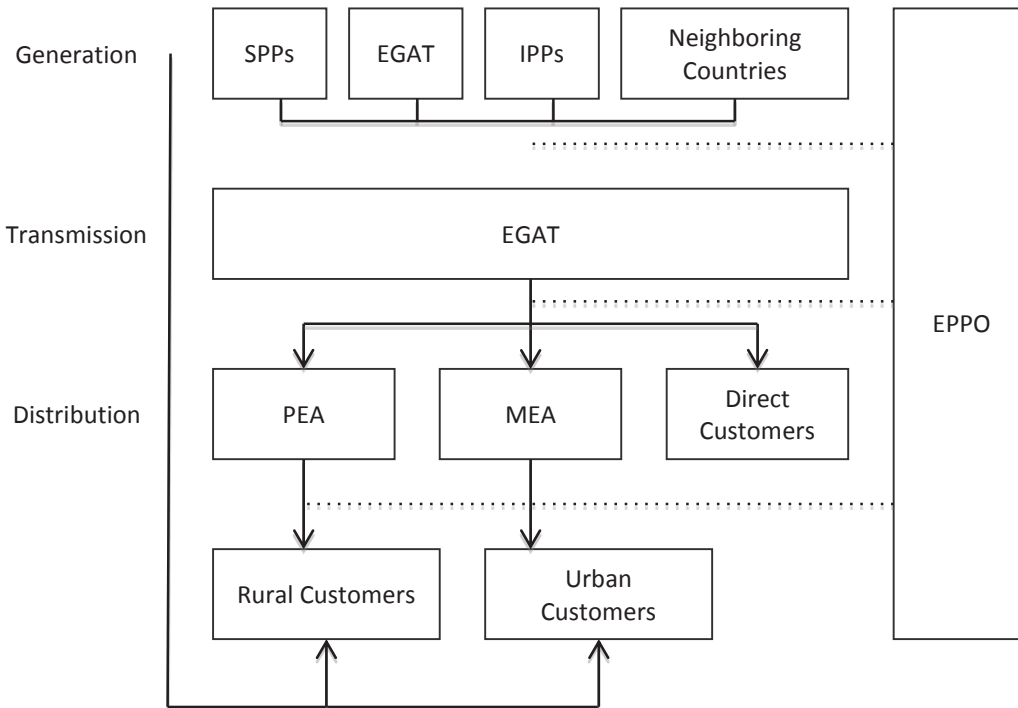 Generation
SPPs
EGAT
IPPs
Neighboring
Countries
Transmission
EGAT
EPPO
Distribution
PEA
MEA
Direct
Customers
Rural Customers
Urban
Customers